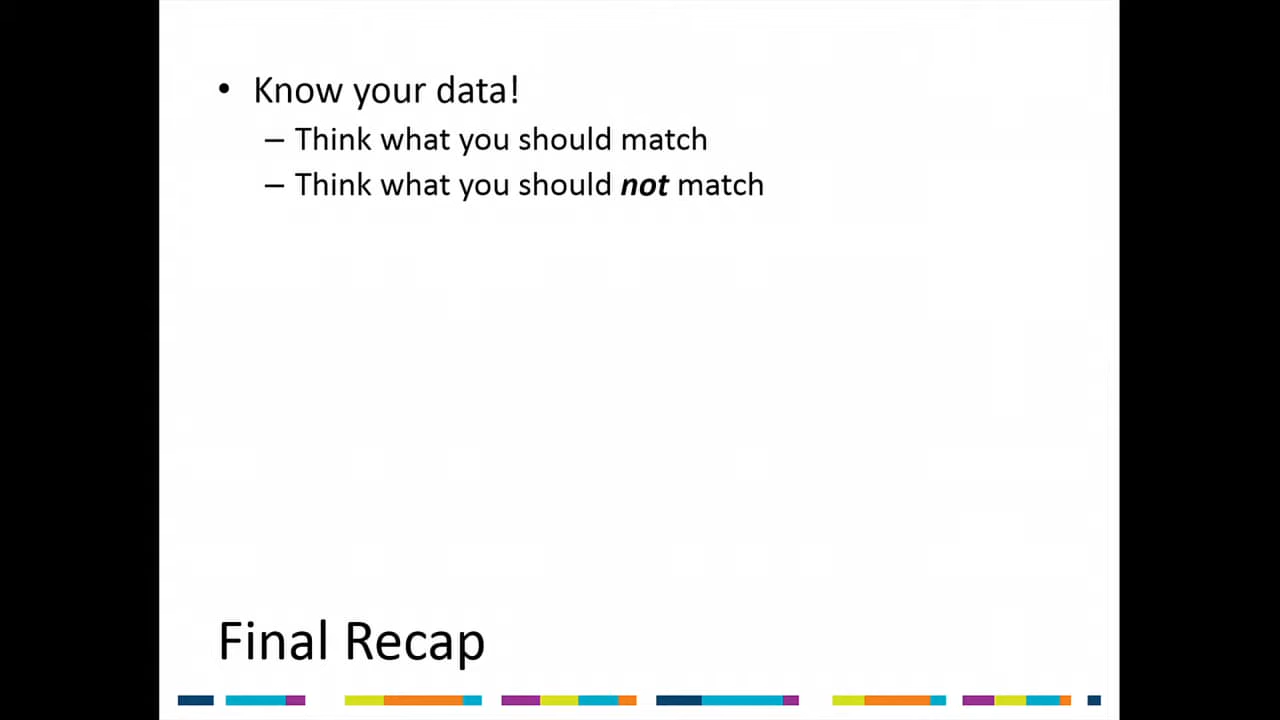 • Know your data!
– Think what you should match
– Think what you should not match
Final Recap